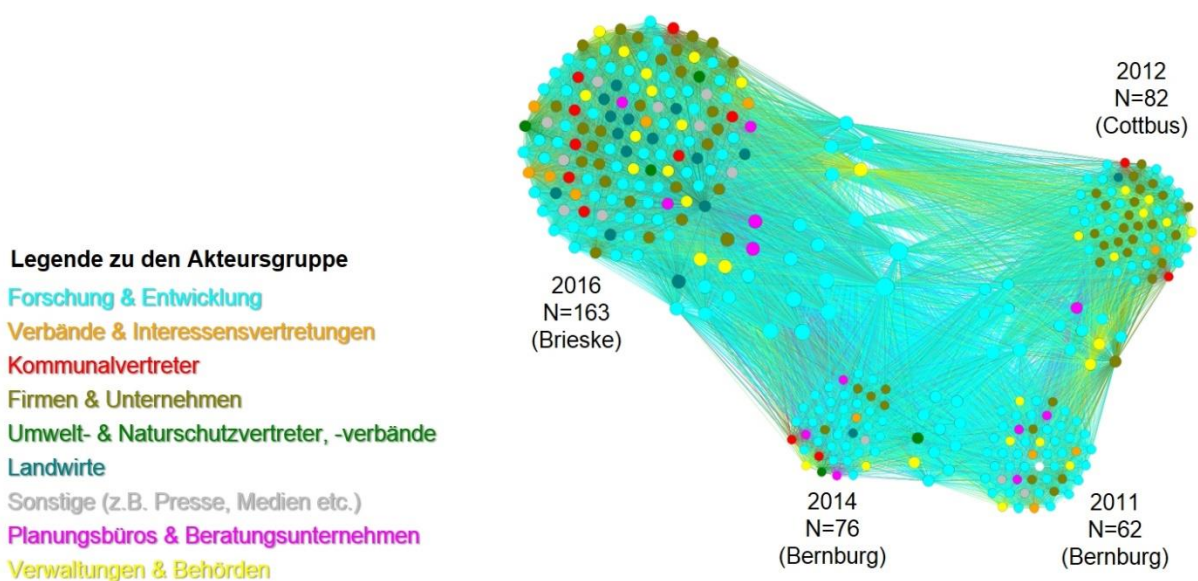 2012
N=82
(Cottbus)
Legende zu den Akteursgruppe
Forschung & Entwicklung
Verbände & Interessensvertretungen
Kommunalvertreter
Firmen & Unternehmen
Umwelt- & Naturschutzvertreter, -verbände
Landwirte
Sonstige (z.B. Presse, Medien etc.)
Planungsbüros & Beratungsunternehmen
Verwaltungen & Behörden
2016
N=163
(Brieske)
2014
N=76
(Bernburg)
2011
N=62
(Bernburg)